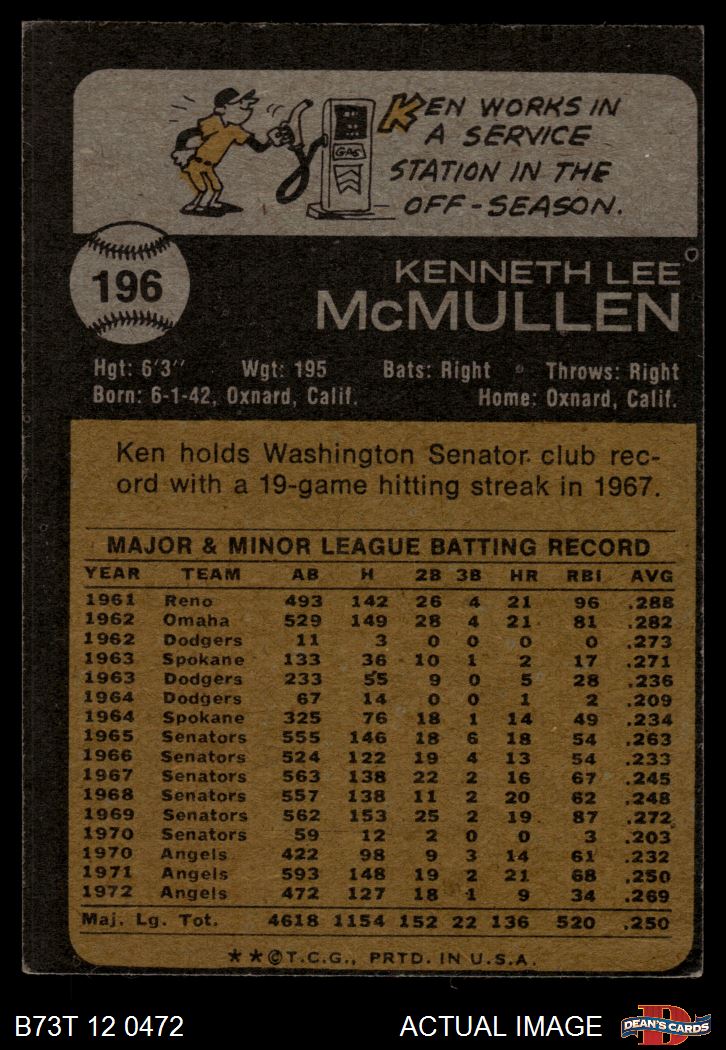 KEN WORKS IN
A SERVICE
STATION IN THE
OFF-SEASON.
GAS
196
KENNETH LEE
McMULLEN
Hgt: 6'3" Wgt: 195 Bats: Right Throws: Right
Born: 6-1-42, Oxnard, Calif. Home: Oxnard, Calif.
Ken holds Washington Senator club rec-
ord with a 19-game hitting streak in 1967.
MAJOR & MINOR LEAGUE BATTING RECORD
YEAR TEAM AB H 2B 3B HR RBI AVG
1961 Reno 493 142 26 4 21 96 .288
1962 Omaha 529 149 28 4 21 81 .282
1962 Dodgers 11 3 0 0 0 0 .273
1963 Spokane 133 36 10 1 2 17 .271
1963 Dodgers 233 55 9 0 5 28 .236
1964 Dodgers 67 14 0 0 1 2 .209
1964 Spokane 325 76 18 1 14 49 .234
1965 Senators 555 146 18 6 18 54 .263
1966 Senators 524 122 19 4 13 54 .233
1967 Senators 563 138 22 2 16 67 .245
1968 Senators 557 138 11 2 20 62 .248
1969 Senators 562 153 25 2 19 87 .272
1970 Senators 59 12 2 0 0 3 .203
1970 Angels 422 98 9 3 14 61 .232
1971 Angels 593 148 19 2 21 68 .250
1972 Angels 472 127 18 1 9 34 .269
Maj. Lg. Tot. 4618 1154 152 22 136 520 .250
**©T.C.G., PRTD. IN U.S.A.
B73T 12 0472 ACTUAL IMAGE
D
DEAN'S CARDS